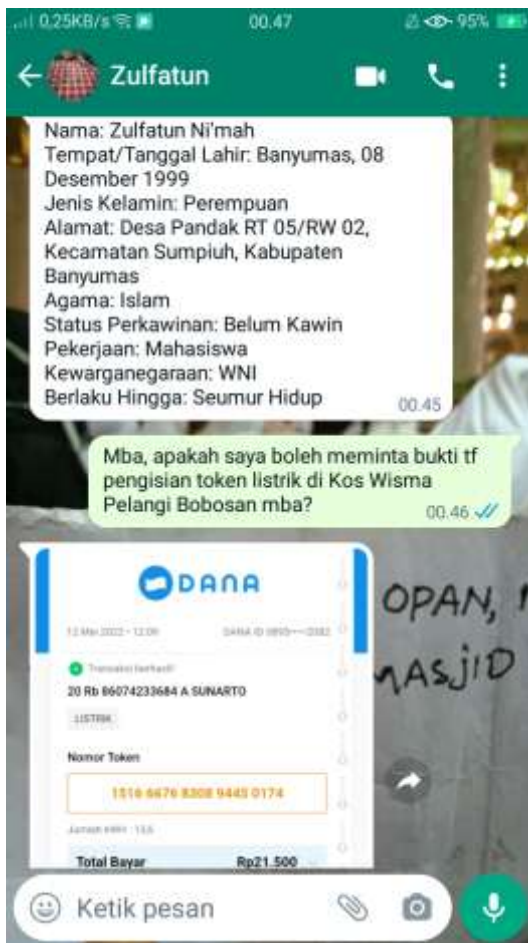 0,25KB/s
00.47
95%
Zulfatun
Nama: Zulfatun Ni'mah
Tempat/Tanggal Lahir: Banyumas, 08
Desember 1999
Jenis Kelamin: Perempuan
Alamat: Desa Pandak RT 05/RW 02,
Kecamatan Sumpiuh, Kabupaten
Banyumas
Agama: Islam
Status Perkawinan: Belum Kawin
Pekerjaan: Mahasiswa
Kewarganegaraan: WNI
Berlaku Hingga: Seumur Hidup
00.45
Mba, apakah saya boleh meminta bukti tf
pengisian token listrik di Kos Wisma
Pelangi Bobosan mba?
00.46
DANA
OPAN,
MASJID
Transaksi berhasil!
20 Rb 86074233684 A SUNARTO
LISTRIK
Nomor Token
1516 6676 8308 9445 0174
Total Bayar Rp21.500
Ketik pesan